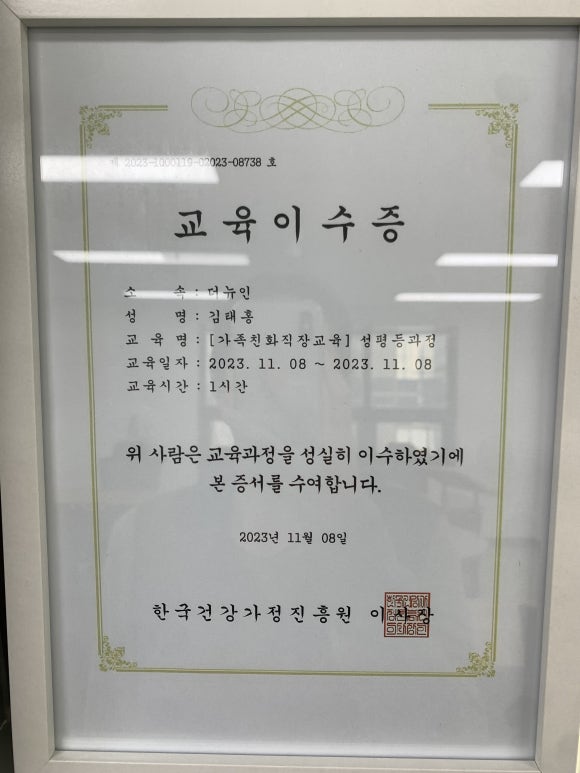 제 2023-1000119-02023-08738 호
교육이수증
소 속 : 더뉴인
성 명 : 김태홍
교 육 명 : [가족친화직장교육] 성평등과정
교육일자 : 2023. 11. 08 ~ 2023. 11. 08
교육시간 : 1시간
위 사람은 교육과정을 성실히 이수하였기에
본 증서를 수여합니다.
2023년 11월 08일
한국건강가정진흥원 이사장